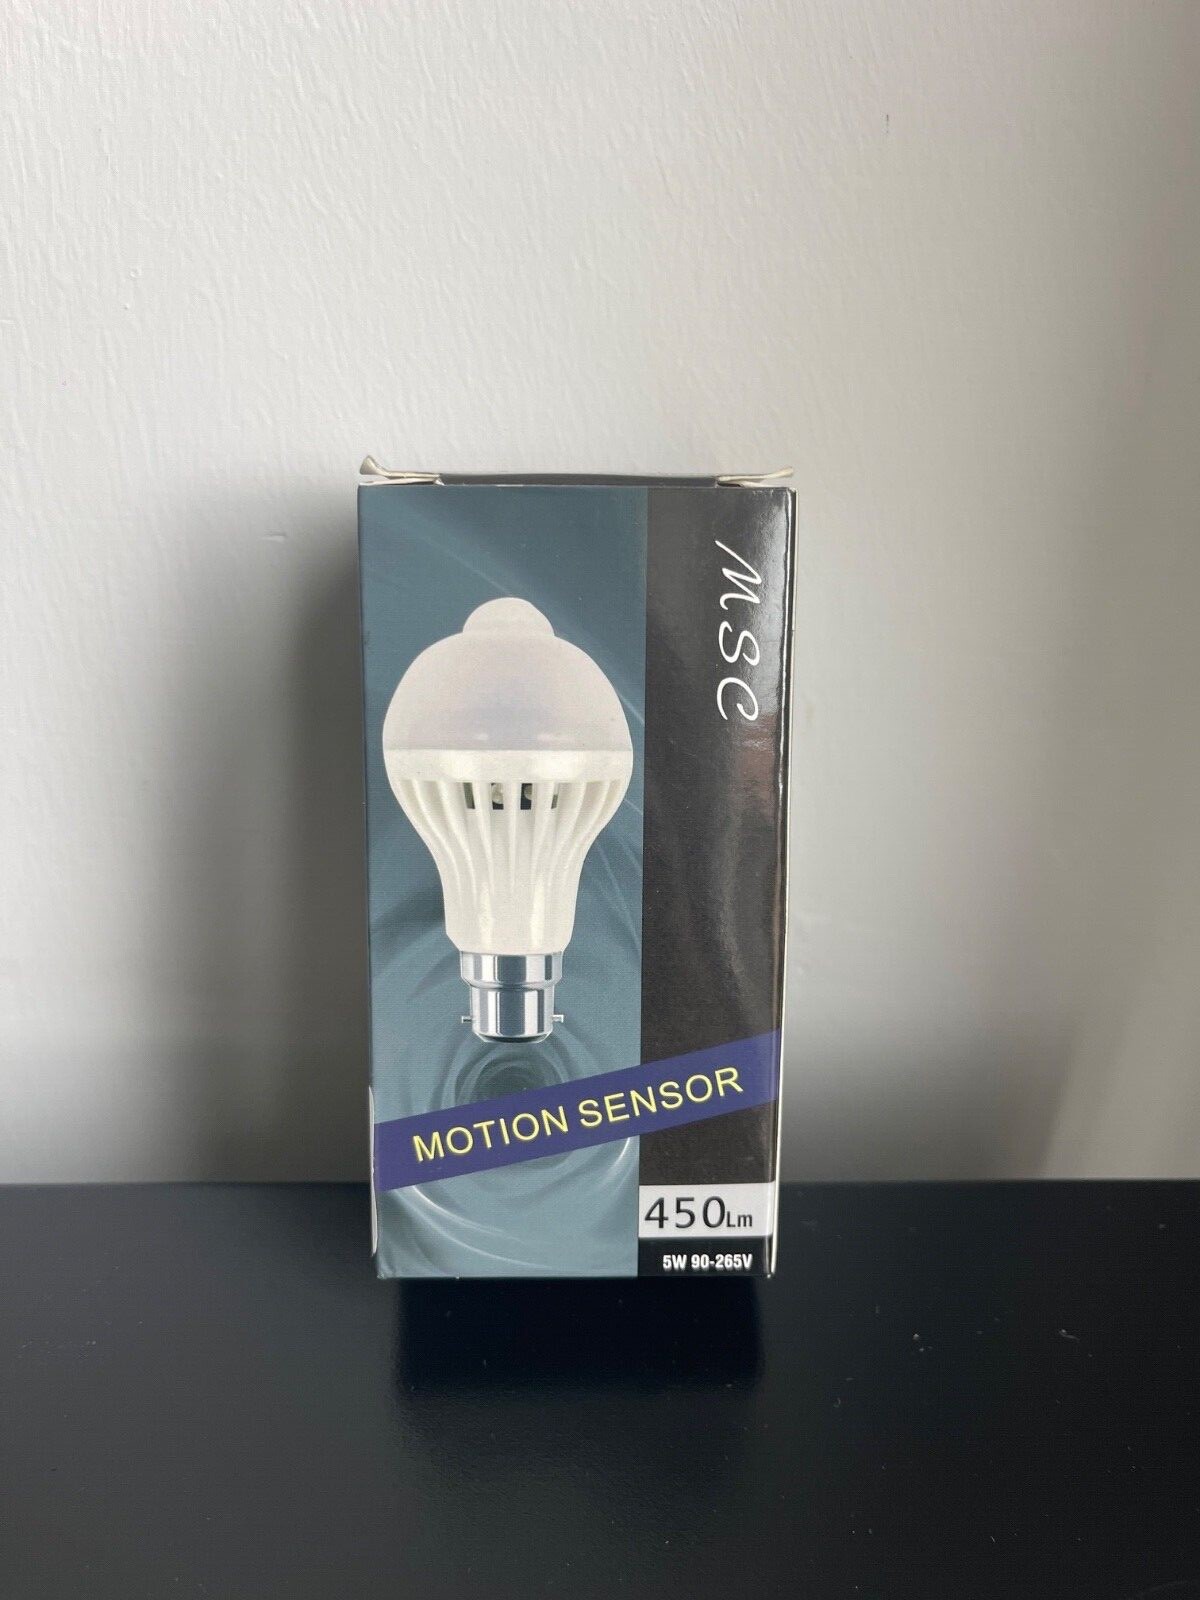 MSC
MOTION SENSOR
450Lm
5W 90-265V